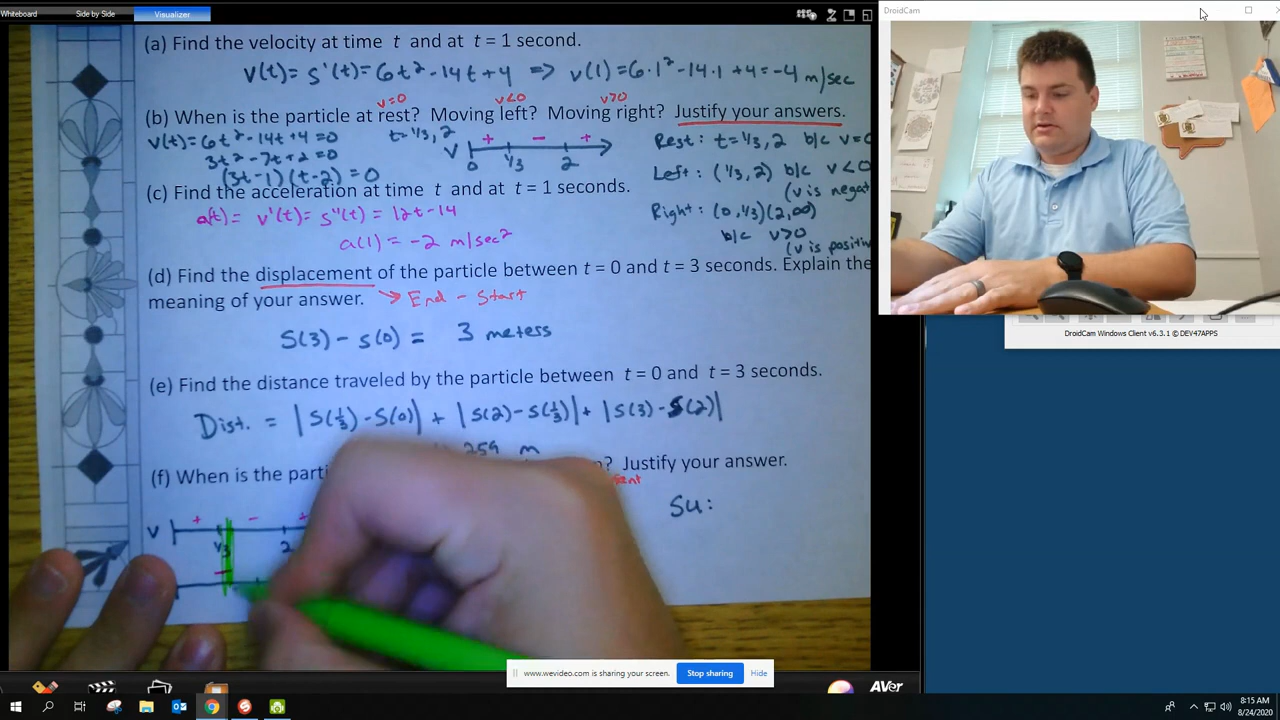 Whiteboard
Side by Side
Visualizer
DroidCam
(a) Find the velocity at time t and at t = 1 second.
v(t) = s'(t) = 6t² - 14t + 4 => v(1) = 6·1² - 14·1 + 4 = -4 m/sec
v=0 v<0 v>0
(b) When is the particle at rest? Moving left? Moving right? Justify your answers.
v(t) = 6t² - 14t
t = 1/3, 2
3t² - 7t + 2 = 0
(3t - 1)(t - 2) = 0
+ - +
V
0 1/3 2
Rest: t = 1/3, 2 b/c v = 0
Left: (1/3, 2) b/c v < 0
(v is negat
Right: (0, 1/3)(2, ∞)
b/c v>0
(v is positiv
(c) Find the acceleration at time t and at t = 1 seconds.
a(t) = v'(t) = s''(t) = 12t - 14
a(1) = -2 m/sec²
(d) Find the displacement of the particle between t = 0 and t = 3 seconds. Explain the
meaning of your answer.
End - Start
S(3) - s(0) = -3 meters
(e) Find the distance traveled by the particle between t = 0 and t = 3 seconds.
Dist. = |S(1/3) - S(0)| + |S(2) - S(1/3)| + |S(3) - S(2)|
259 m
(f) When is the parti
? Justify your answer.
SU:
V
+ - +
1/3 2
-
DroidCam Windows Client v6.3.1 © DEV47APPS
www.wevideo.com is sharing your screen.
Stop sharing
Hide
AVer
8:15 AM
8/24/2020